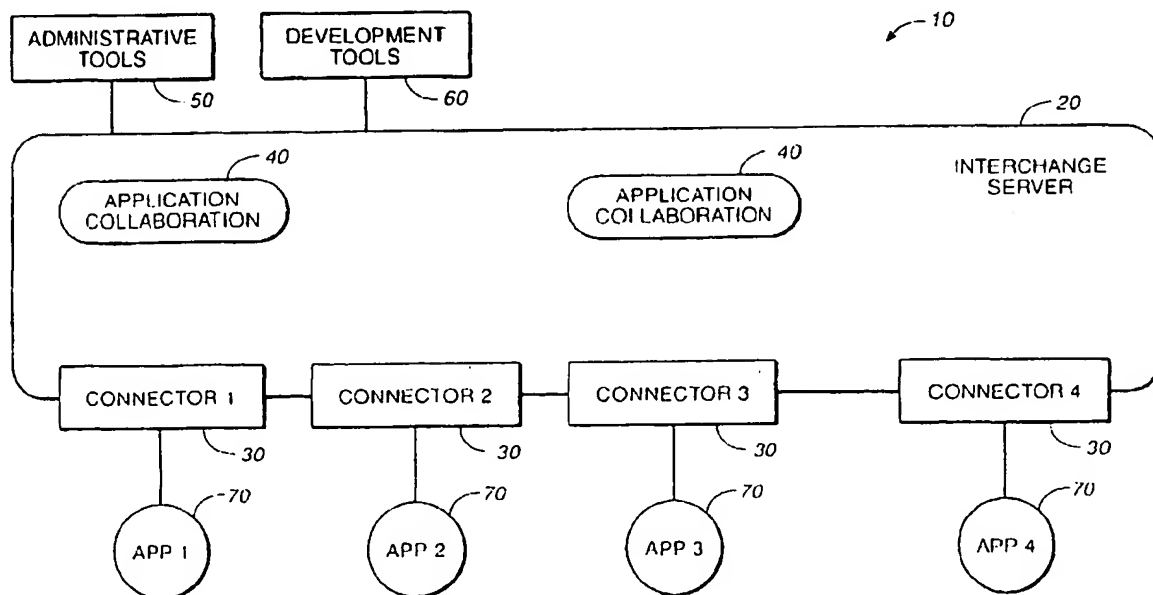 10
ADMINISTRATIVE
TOOLS
50
DEVELOPMENT
TOOLS
60
20
INTERCHANGE
SERVER
40
APPLICATION
COLLABORATION
40
APPLICATION
COLLABORATION
CONNECTOR 1
30
CONNECTOR 2
30
CONNECTOR 3
30
CONNECTOR 4
30
70
APP 1
70
APP 2
70
APP 3
70
APP 4